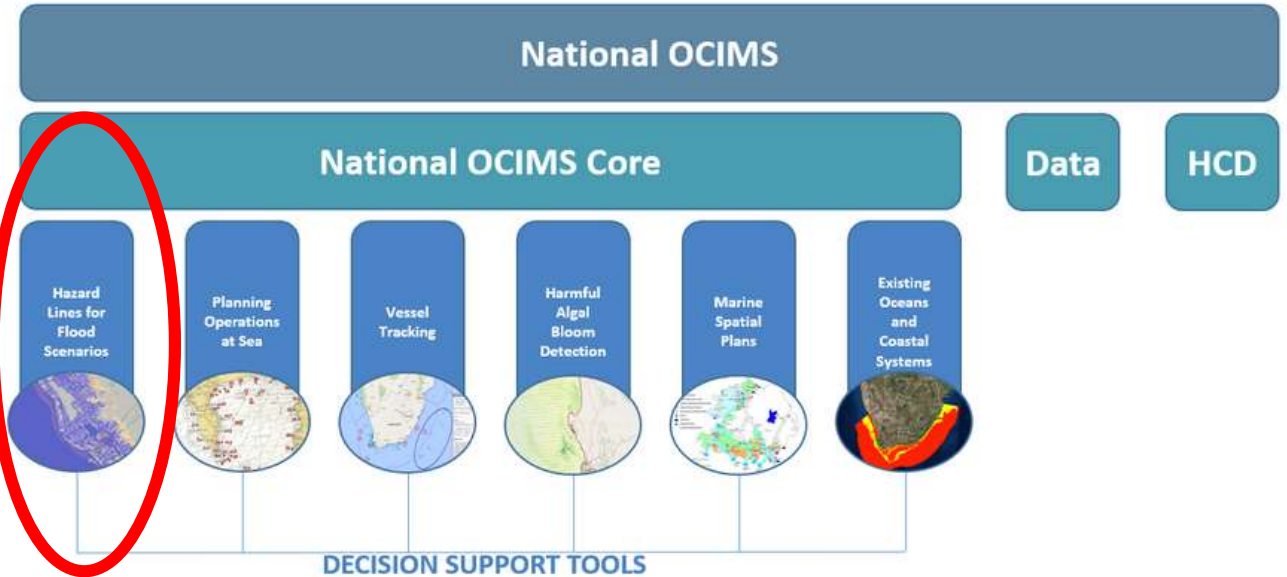 National OCIMS
National OCIMS Core
Data
HCD
Hazard
Lines for
Flood
Scenarios
Planning
Operations
at Sea
Vessel
Tracking
Harmful
Algal
Bloom
Detection
Marine
Spatial
Plans
Existing
Oceans
and
Coastal
Systems
DECISION SUPPORT TOOLS